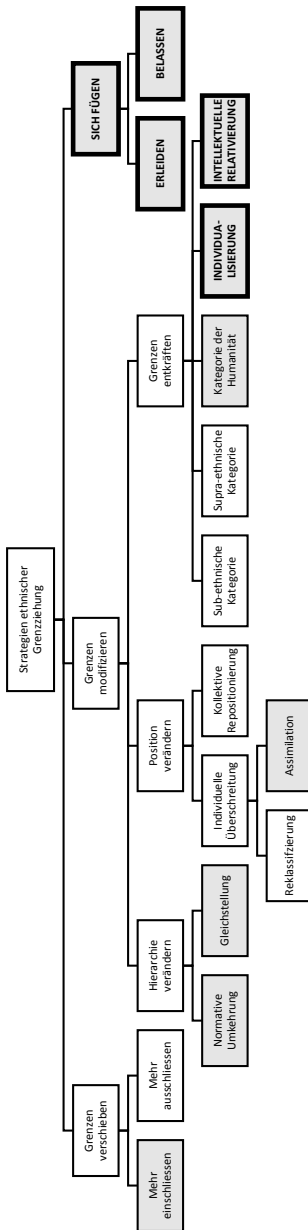 Strategien ethnischer
Grenzziehung
Grenzen
verschieben
Grenzen
modifizieren
SICH FÜGEN
Mehr
einschliessen
Mehr
ausschliessen
Hierarchie
verändern
Position
verändern
Grenzen
entkräften
ERLEIDEN
BELASSEN
Normative
Umkehrung
Gleichstellung
Individuelle
Überschreitung
Kollektive
Repositionierung
Sub-ethnische
Kategorie
Supra-ethnische
Kategorie
Kategorie der
Humanität
INDIVIDUA-
LISIERUNG
INTELLEKTUELLE
RELATIVIERUNG
Reklassifzierung
Assimilation